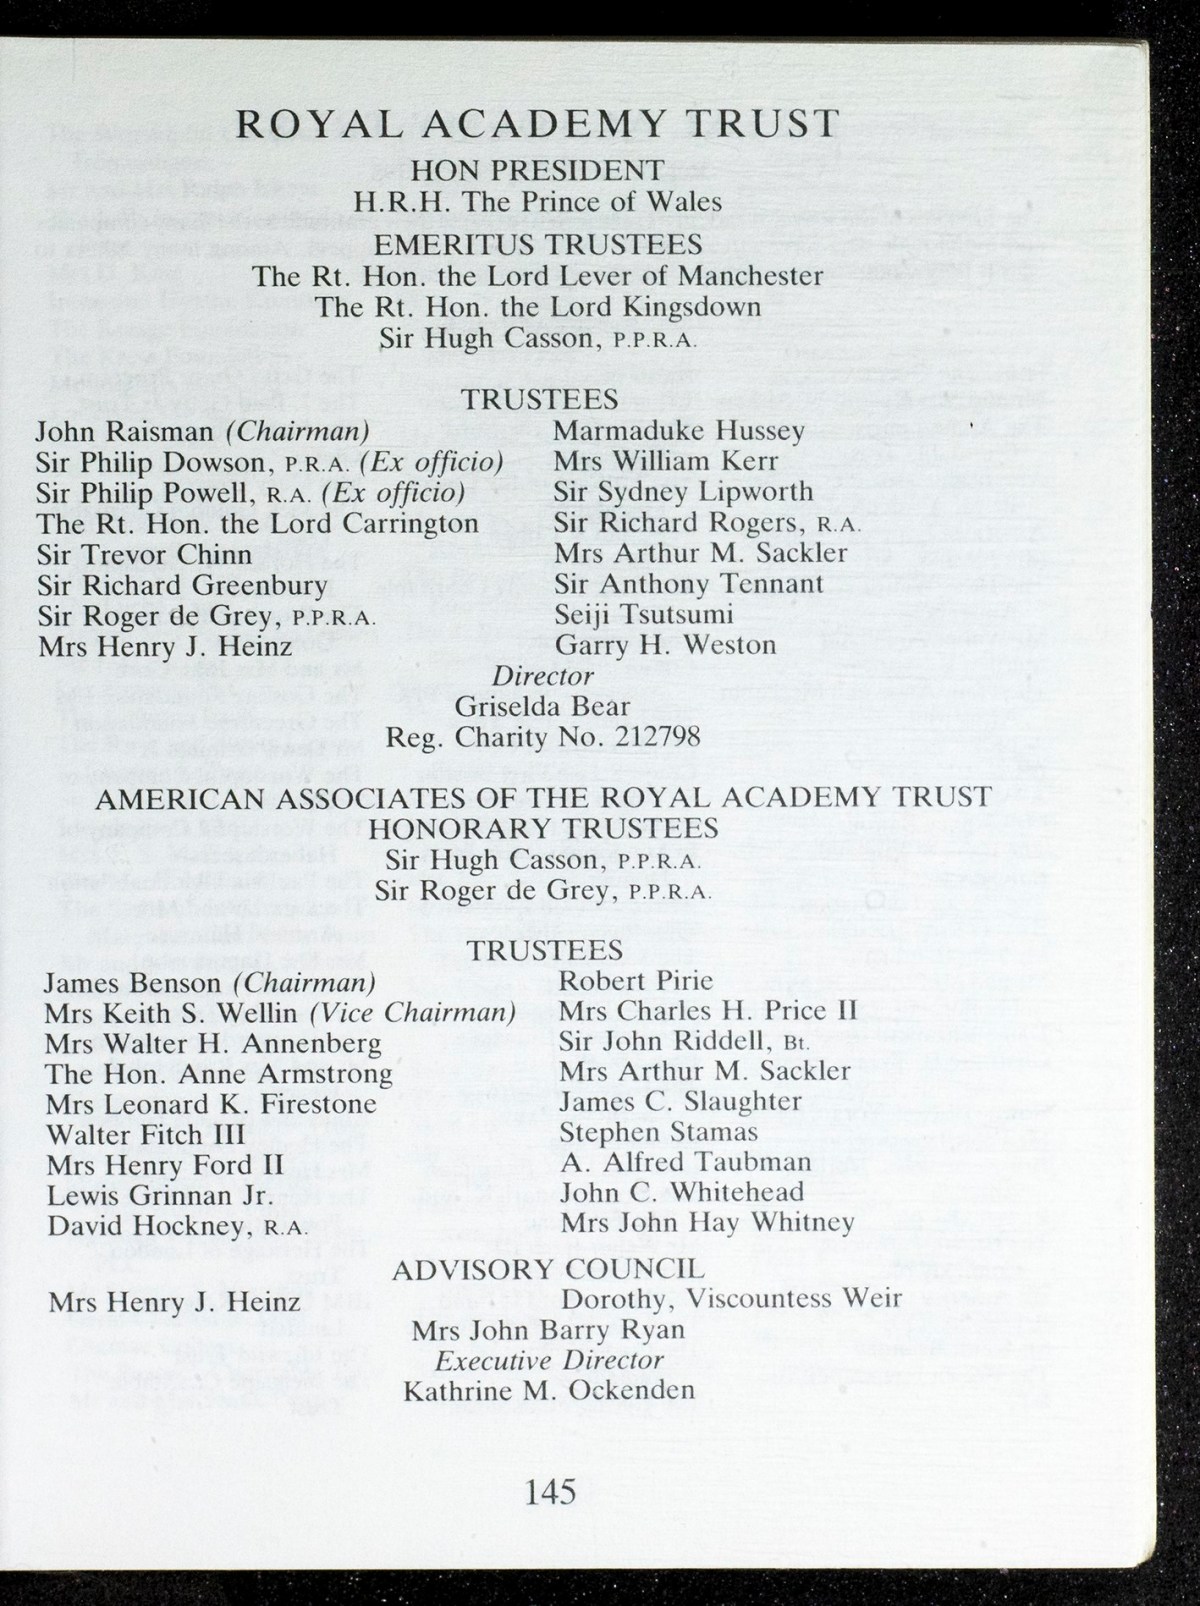 ROYAL ACADEMY TRUST
HON PRESIDENT
H.R.H. The Prince of Wales
EMERITUS TRUSTEES
The Rt. Hon. the Lord Lever of Manchester
The Rt. Hon. the Lord Kingsdown
Sir Hugh Casson, P.P.R.A.
TRUSTEES
John Raisman (Chairman)
Sir Philip Dowson, P.R.A. (Ex officio)
Sir Philip Powell, R.A. (Ex officio)
The Rt. Hon. the Lord Carrington
Sir Trevor Chinn
Sir Richard Greenbury
Sir Roger de Grey, P.P.R.A.
Mrs Henry J. Heinz
Marmaduke Hussey
Mrs William Kerr
Sir Sydney Lipworth
Sir Richard Rogers, R.A.
Mrs Arthur M. Sackler
Sir Anthony Tennant
Seiji Tsutsumi
Garry H. Weston
Director
Griselda Bear
Reg. Charity No. 212798
AMERICAN ASSOCIATES OF THE ROYAL ACADEMY TRUST
HONORARY TRUSTEES
Sir Hugh Casson, P.P.R.A.
Sir Roger de Grey, P.P.R.A.
TRUSTEES
James Benson (Chairman)
Mrs Keith S. Wellin (Vice Chairman)
Mrs Walter H. Annenberg
The Hon. Anne Armstrong
Mrs Leonard K. Firestone
Walter Fitch III
Mrs Henry Ford II
Lewis Grinnan Jr.
David Hockney, R.A.
Robert Pirie
Mrs Charles H. Price II
Sir John Riddell, Bt.
Mrs Arthur M. Sackler
James C. Slaughter
Stephen Stamas
A. Alfred Taubman
John C. Whitehead
Mrs John Hay Whitney
ADVISORY COUNCIL
Mrs Henry J. Heinz
Dorothy, Viscountess Weir
Mrs John Barry Ryan
Executive Director
Kathrine M. Ockenden
145